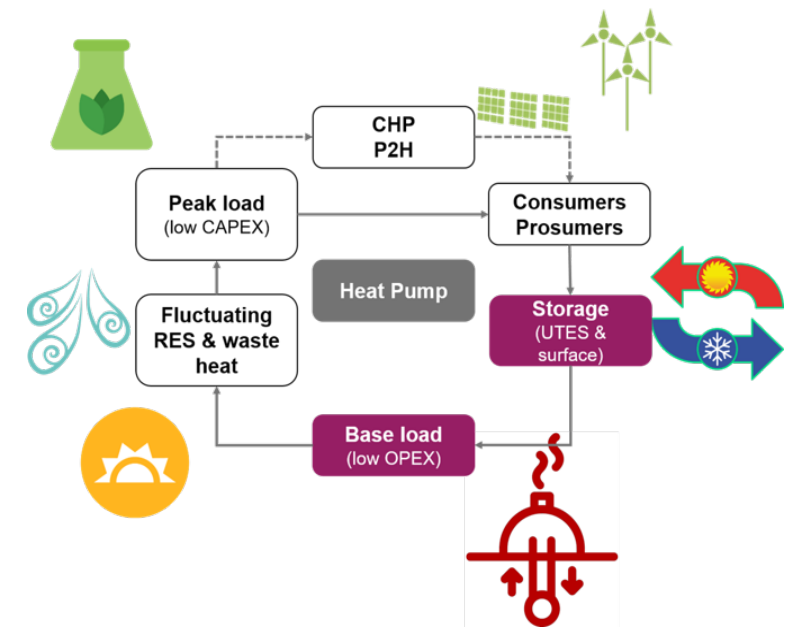 CHP
P2H
Peak load
(low CAPEX)
Consumers
Prosumers
Heat Pump
Fluctuating
RES & waste
heat
Storage
(UTES &
surface)
Base load
(low OPEX)